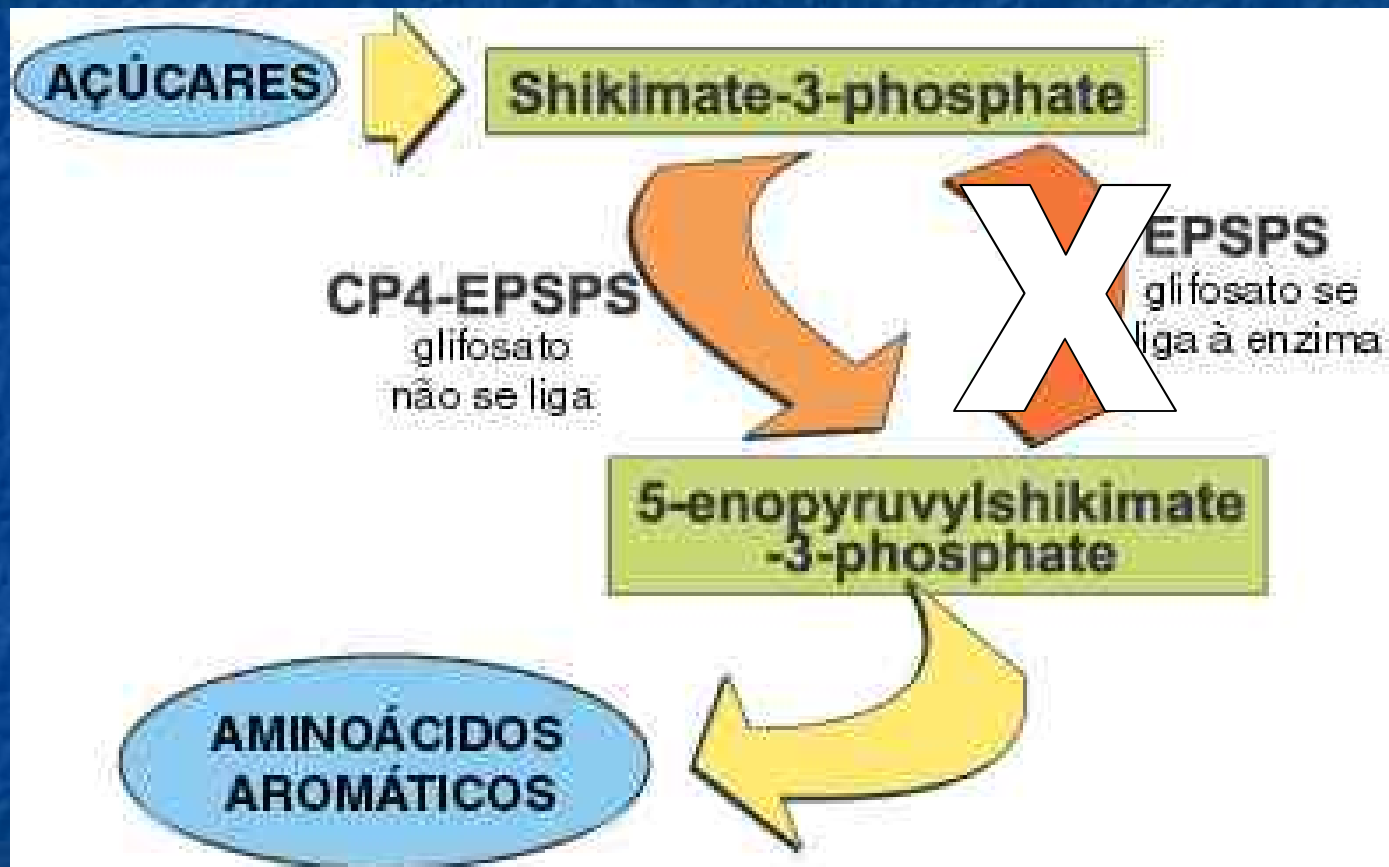 AÇÚCARES
Shikimate-3-phosphate
CP4-EPSPS
glifosato
não se liga
EPSPS
glifosato se
liga à enzima
5-enopyruvylshikimate
-3-phosphate
AMINOÁCIDOS
AROMÁTICOS